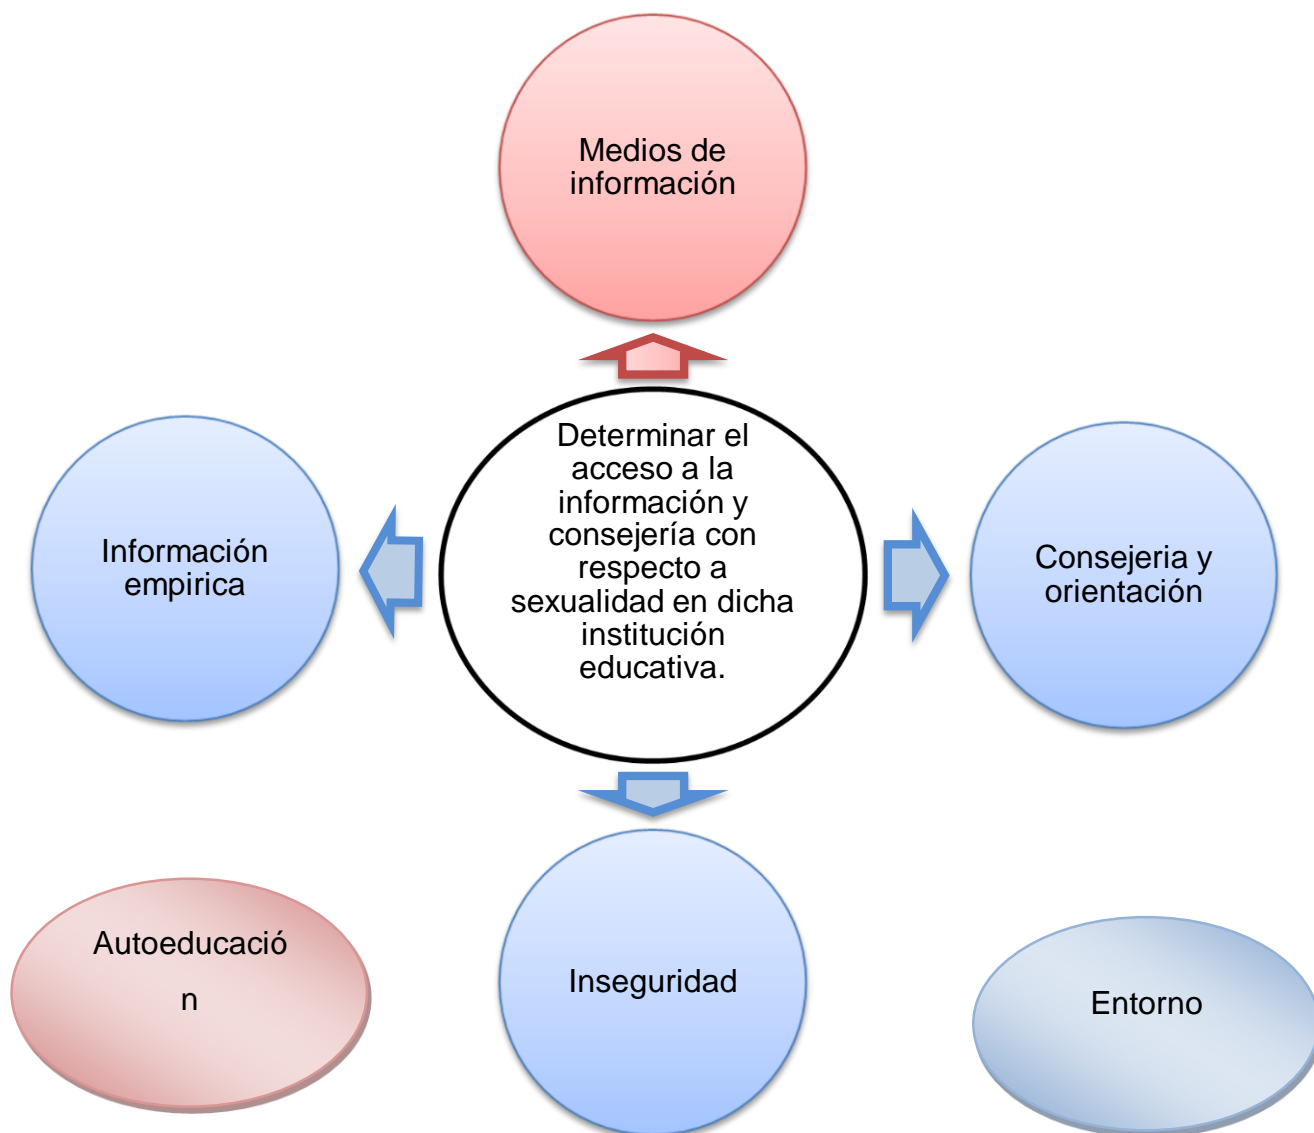 Medios de
información
Determinar el
acceso a la
información y
consejería con
respecto a
sexualidad en dicha
institución
educativa.
Información
empirica
Consejeria y
orientación
Autoeducació
n
Inseguridad
Entorno